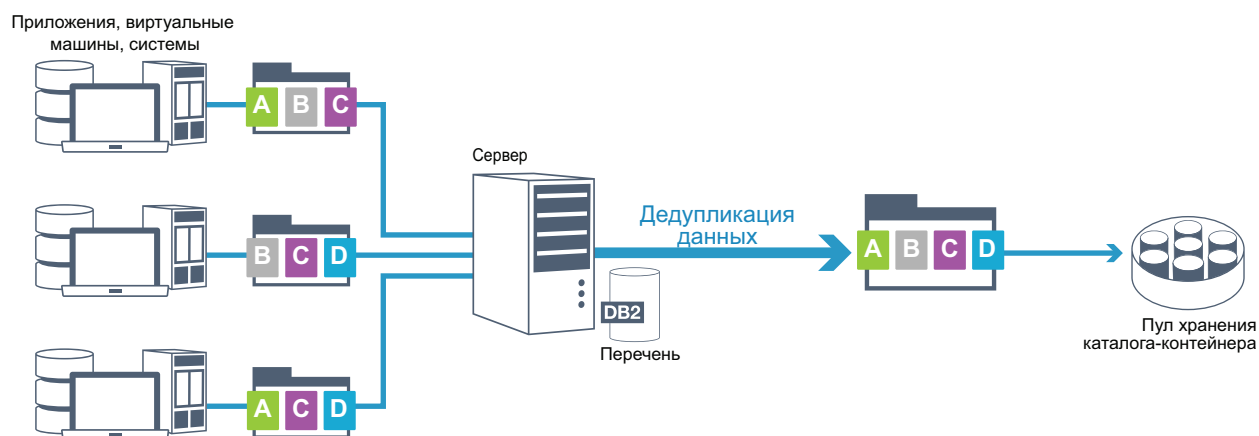 Приложения, виртуальные
машины, системы
A B C
Сервер
B C D
Дедупликация
данных
A B C D
DB2
Перечень
Пул хранения
каталога-контейнера
A C D